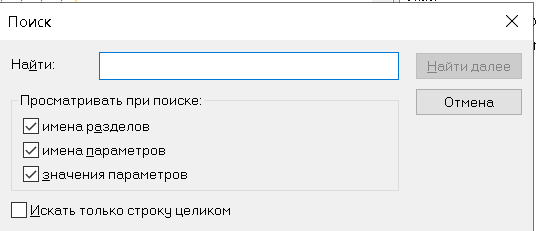 Поиск
Найти:
Найти далее
Просматривать при поиске:
Отмена
имена разделов
имена параметров
значения параметров
Искать только строку целиком